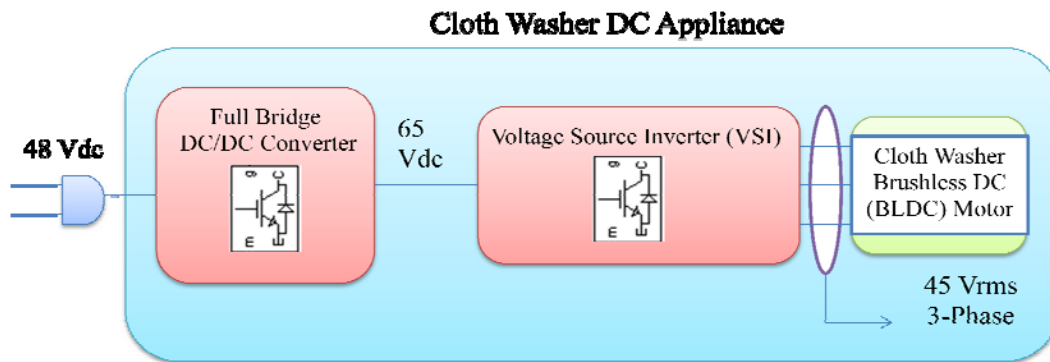 Cloth Washer DC Appliance
48 Vdc
Full Bridge
DC/DC Converter
g
C
m
E
65
Vdc
Voltage Source Inverter (VSI)
g
C
m
E
Cloth Washer
Brushless DC
(BLDC) Motor
45 Vrms
3-Phase